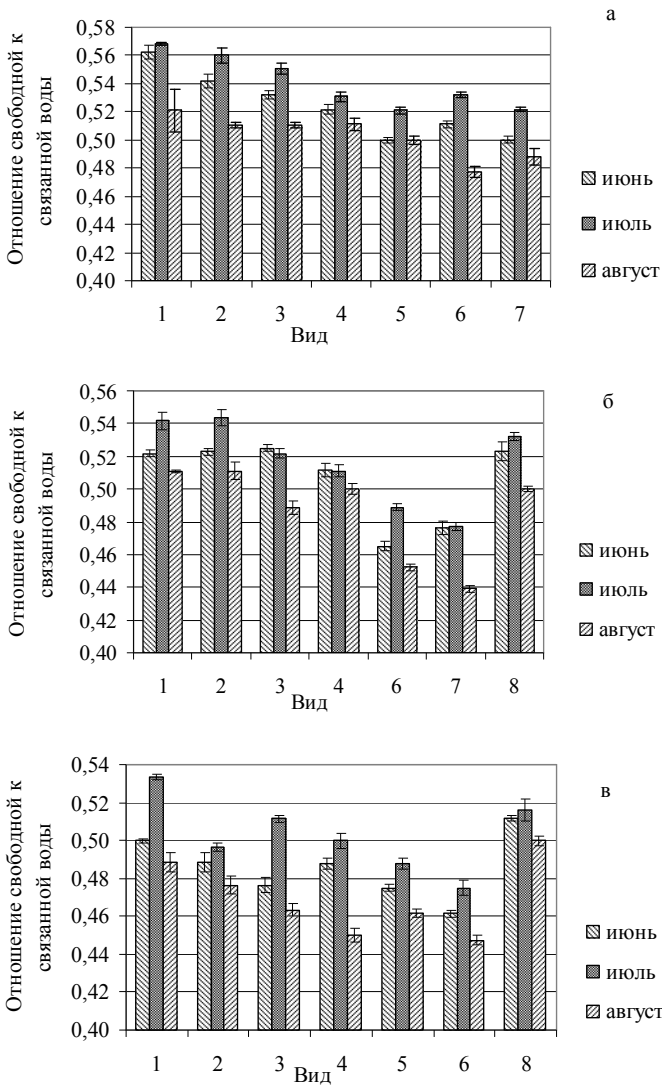 а
Отношение свободной к
связанной воды
0,58
0,56
0,54
0,52
0,50
0,48
0,46
0,44
0,42
0,40
1 2 3 4 5 6 7
Вид
июнь
июль
август
б
Отношение свободной к
связанной воды
0,56
0,54
0,52
0,50
0,48
0,46
0,44
0,42
0,40
1 2 3 4 6 7 8
Вид
июнь
июль
август
в
Отношение свободной к
связанной воды
0,54
0,52
0,50
0,48
0,46
0,44
0,42
0,40
1 2 3 4 5 6 8
Вид
июнь
июль
август